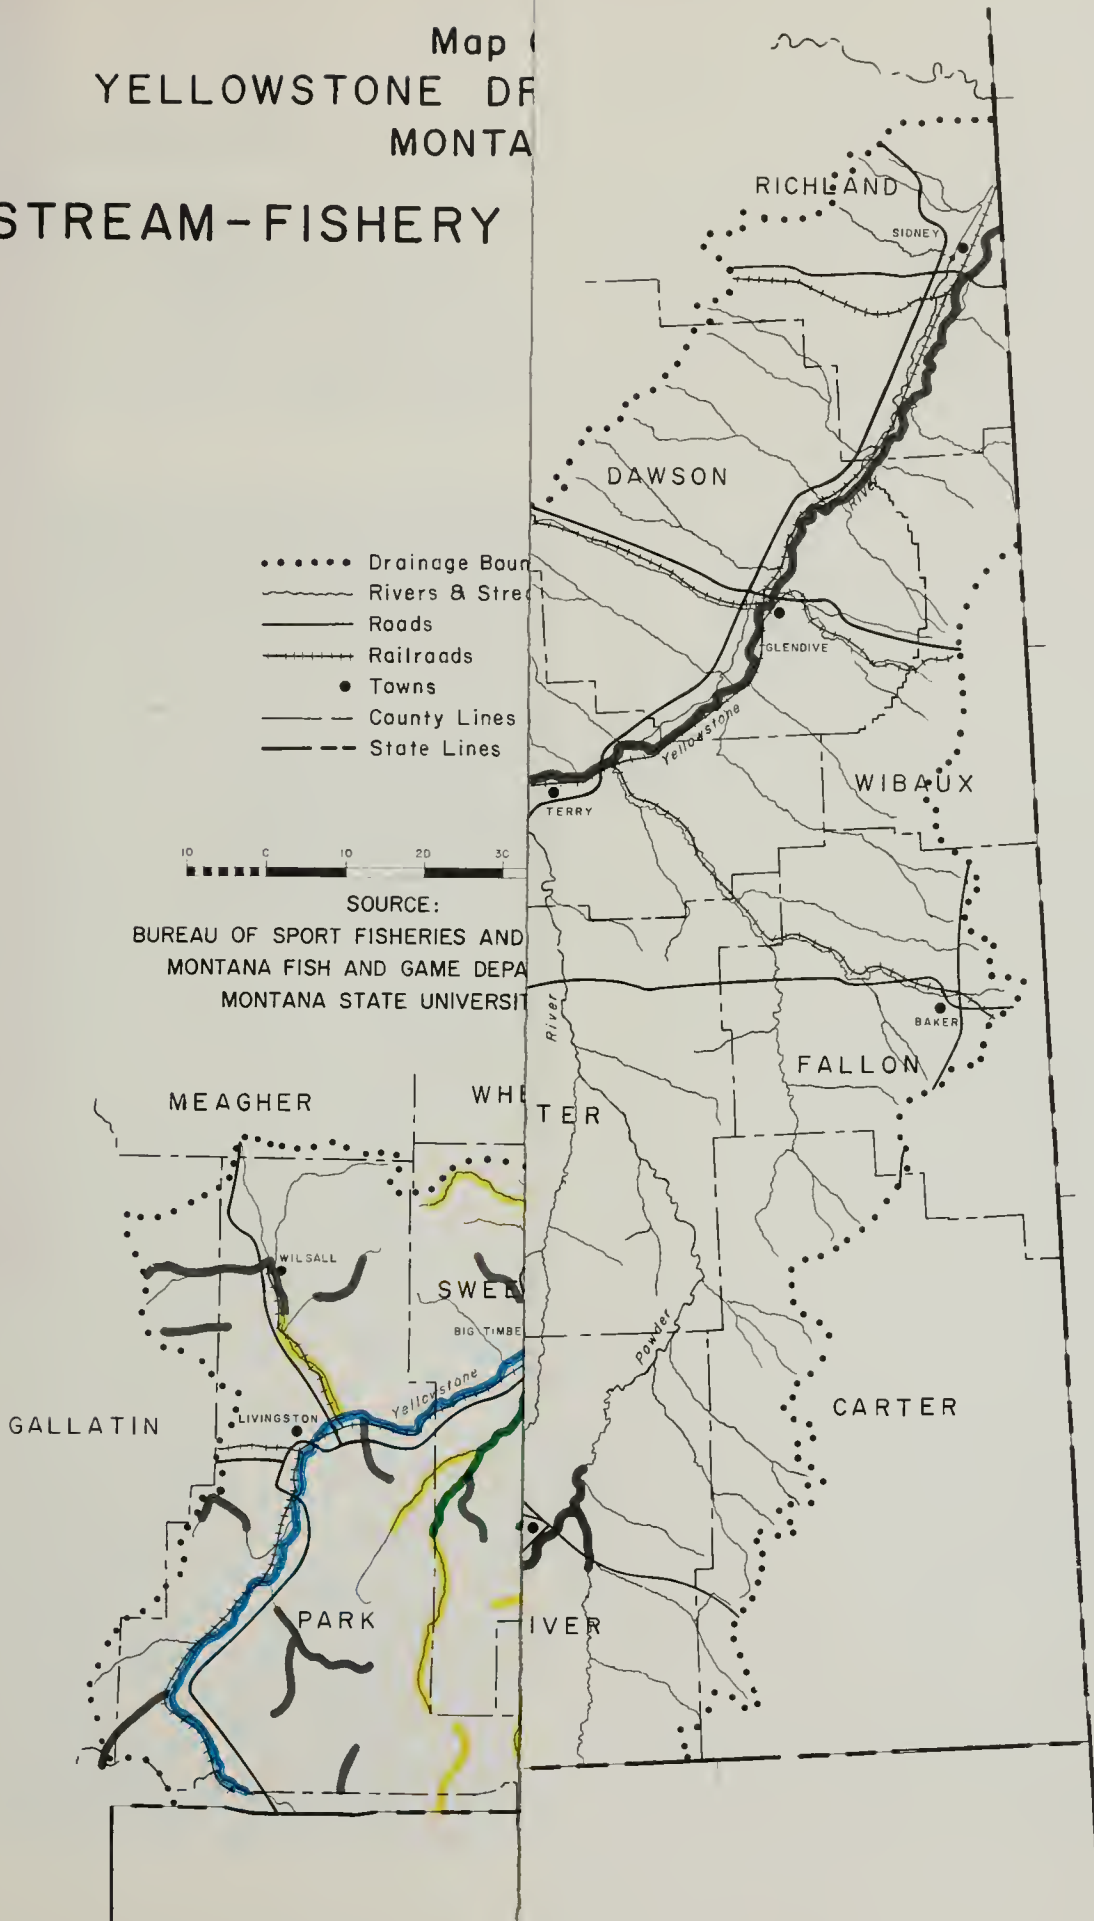 Map
YELLOWSTONE DR
MONTA
STREAM-FISHERY
Drainage Boun
Rivers & Stre
Roads
Railroads
Towns
County Lines
State Lines
10 0 10 20 30
SOURCE:
BUREAU OF SPORT FISHERIES AND
MONTANA FISH AND GAME DEPA
MONTANA STATE UNIVERSIT
RICHLAND
SIDNEY
DAWSON
River
GLENDIVE
Yellowstone
WIBAUX
TERRY
River
BAKER
FALLON
MEAGHER
WHE
TER
WILSALL
SWEE
BIG TIMBE
Powder
Yellowstone
CARTER
GALLATIN
LIVINGSTON
PARK
IVER